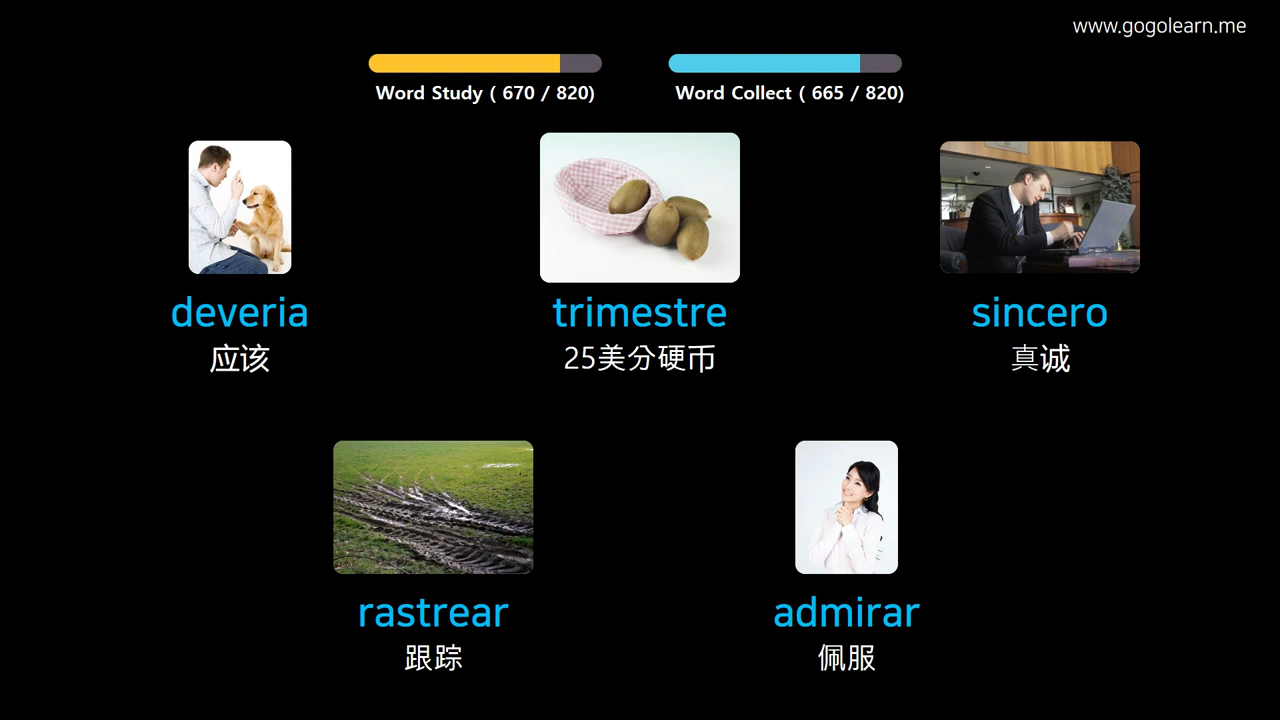 www.gogolearn.me
Word Study ( 670 / 820)
Word Collect ( 665 / 820)
deveria
应该
trimestre
25美分硬币
sincero
真诚
rastrear
跟踪
admirar
佩服